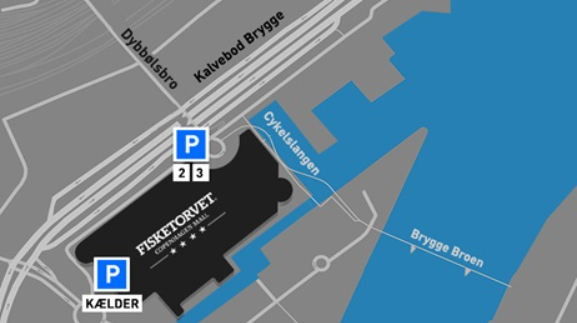 Dybbølsbro
Kalvebod Brygge
P
2 3
Cykelslangen
FISKETORVET
COPENHAGEN MALL
Brygge Broen
P
KÆLDER